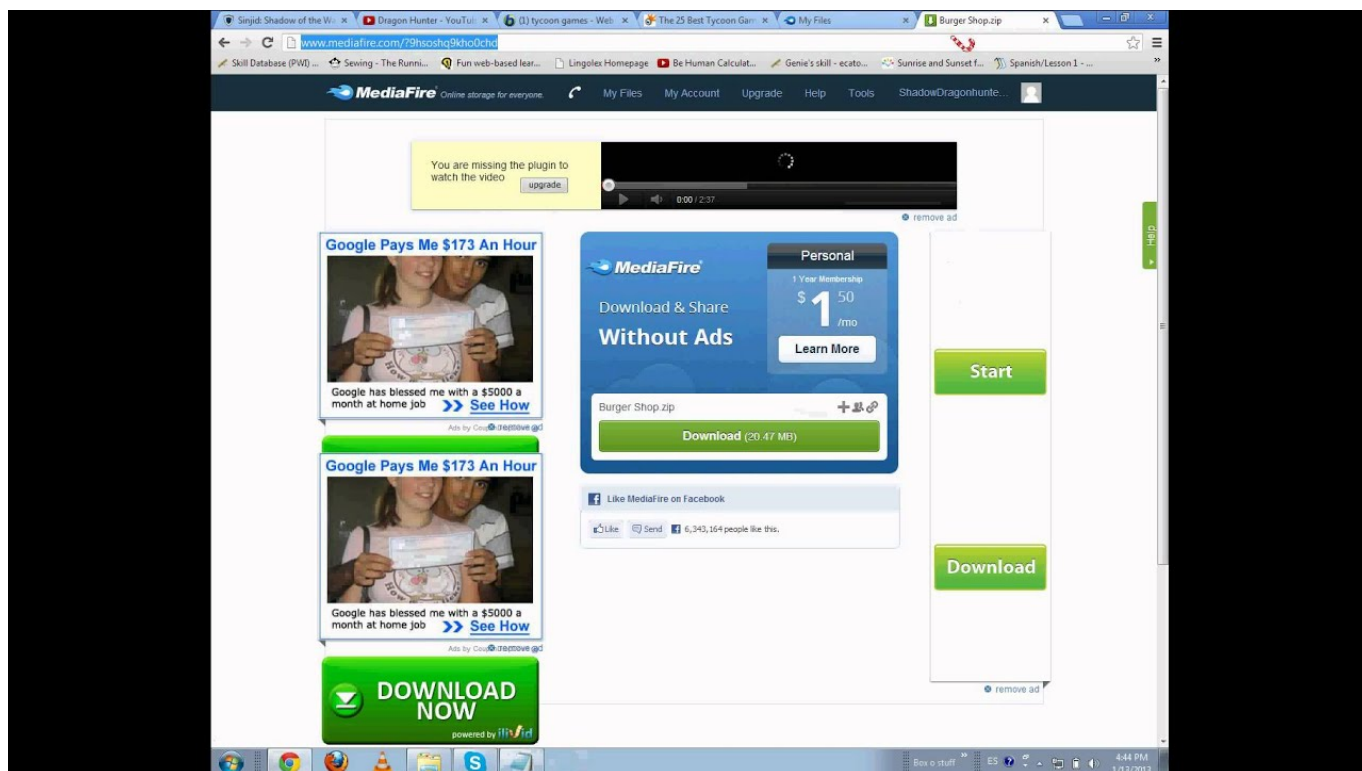 Sinjid: Shadow of the Wa
Dragon Hunter - YouTub
(1) tycoon games - Web
The 25 Best Tycoon Gam
My Files
Burger Shop.zip
www.mediafire.com/?9hsoshq9kho0chd
Skill Database (PWI) ...
Sewing - The Runni...
Fun web-based lear...
Lingolex Homepage
Be Human Calculat...
Genie's skill - ecato...
Sunrise and Sunset f...
Spanish/Lesson 1 - ...
MediaFire Online storage for everyone.
My Files
My Account
Upgrade
Help
Tools
ShadowDragonhunte...
You are missing the plugin to
watch the video
upgrade
0:00 / 2:37
remove ad
Help
Google Pays Me $173 An Hour
Google has blessed me with a $5000 a
month at home job >> See How
remove ad
Google Pays Me $173 An Hour
Google has blessed me with a $5000 a
month at home job >> See How
remove ad
DOWNLOAD
NOW
powered by ilivid
MediaFire
Download & Share
Without Ads
Personal
1 Year Membership
$1 50
/mo
Learn More
Burger Shop.zip
Download (20.47 MB)
Like MediaFire on Facebook
Like
Send
6,343,164 people like this.
Start
Download
remove ad
Box o stuff
ES
4:44 PM
1/13/2013